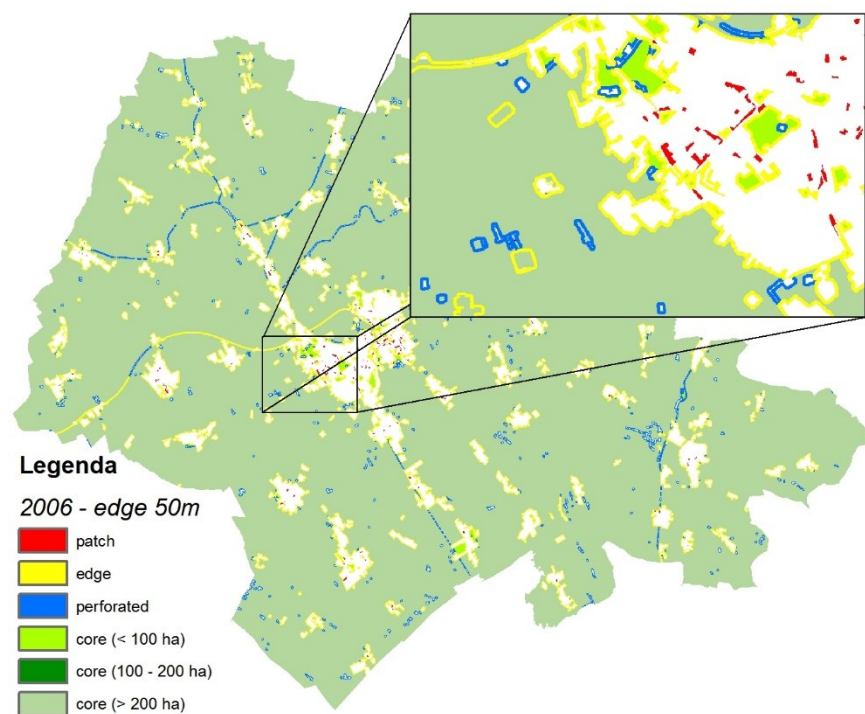 Legenda
2006 - edge 50m
patch
edge
perforated
core (< 100 ha)
core (100 - 200 ha)
core (> 200 ha)